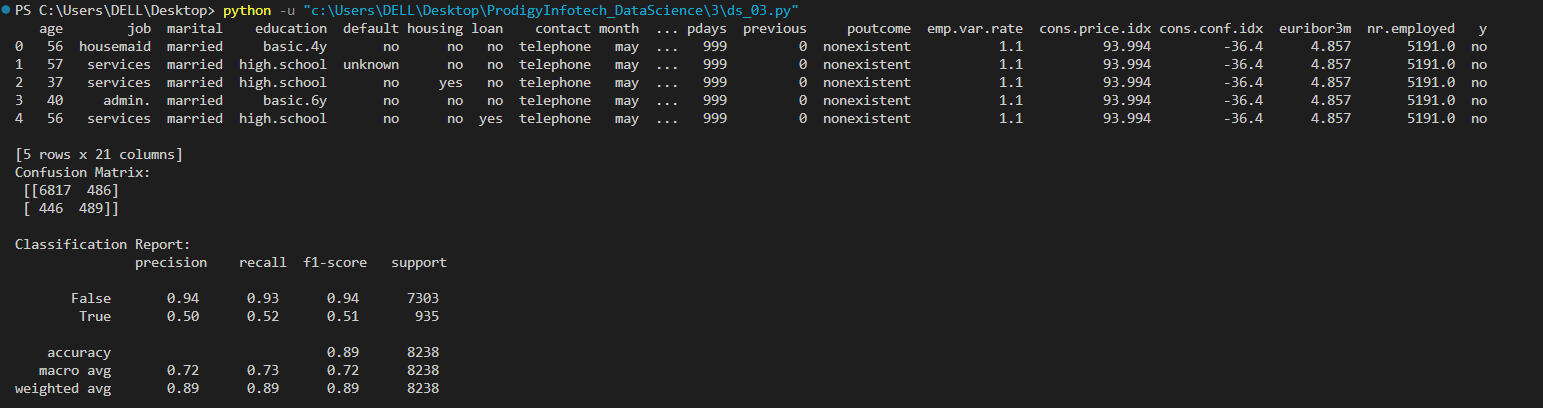 PS C:\Users\DELL\Desktop> python -u "c:\Users\DELL\Desktop\ProdigyInfotech_DataScience\3\ds_03.py"
   age        job  marital    education  default housing loan    contact month  ... pdays  previous     poutcome  emp.var.rate  cons.price.idx cons.conf.idx  euribor3m  nr.employed   y
0   56  housemaid  married     basic.4y       no      no   no  telephone   may  ...   999         0  nonexistent           1.1          93.994         -36.4      4.857       5191.0  no
1   57   services  married  high.school  unknown      no   no  telephone   may  ...   999         0  nonexistent           1.1          93.994         -36.4      4.857       5191.0  no
2   37   services  married  high.school       no     yes   no  telephone   may  ...   999         0  nonexistent           1.1          93.994         -36.4      4.857       5191.0  no
3   40     admin.  married     basic.6y       no      no   no  telephone   may  ...   999         0  nonexistent           1.1          93.994         -36.4      4.857       5191.0  no
4   56   services  married  high.school       no      no  yes  telephone   may  ...   999         0  nonexistent           1.1          93.994         -36.4      4.857       5191.0  no
[5 rows x 21 columns]
Confusion Matrix:
 [[6817  486]
 [ 446  489]]
Classification Report:
              precision    recall  f1-score   support
       False       0.94      0.93      0.94      7303
        True       0.50      0.52      0.51       935
    accuracy                           0.89      8238
   macro avg       0.72      0.73      0.72      8238
weighted avg       0.89      0.89      0.89      8238